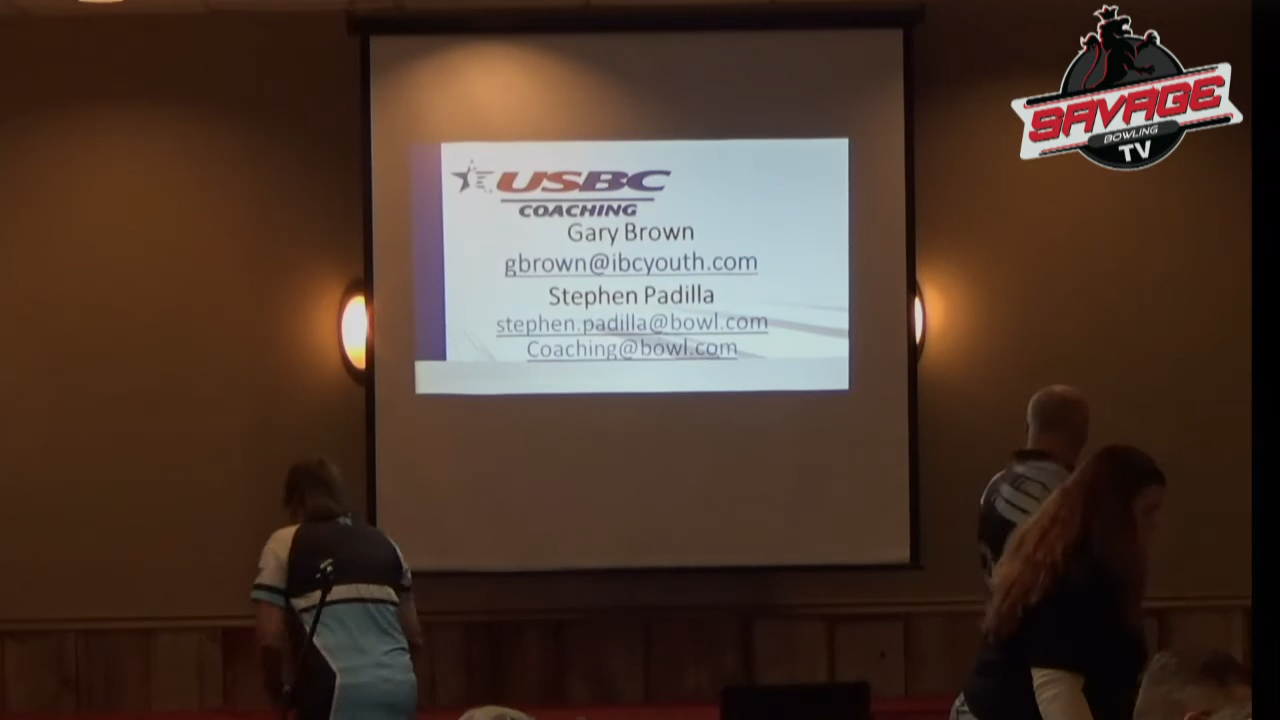 SAVAGE
BOWLING
TV
USBC
COACHING
Gary Brown
gbrown@ibcyouth.com
Stephen Padilla
stephen.padilla@bowl.com
Coaching@bowl.com